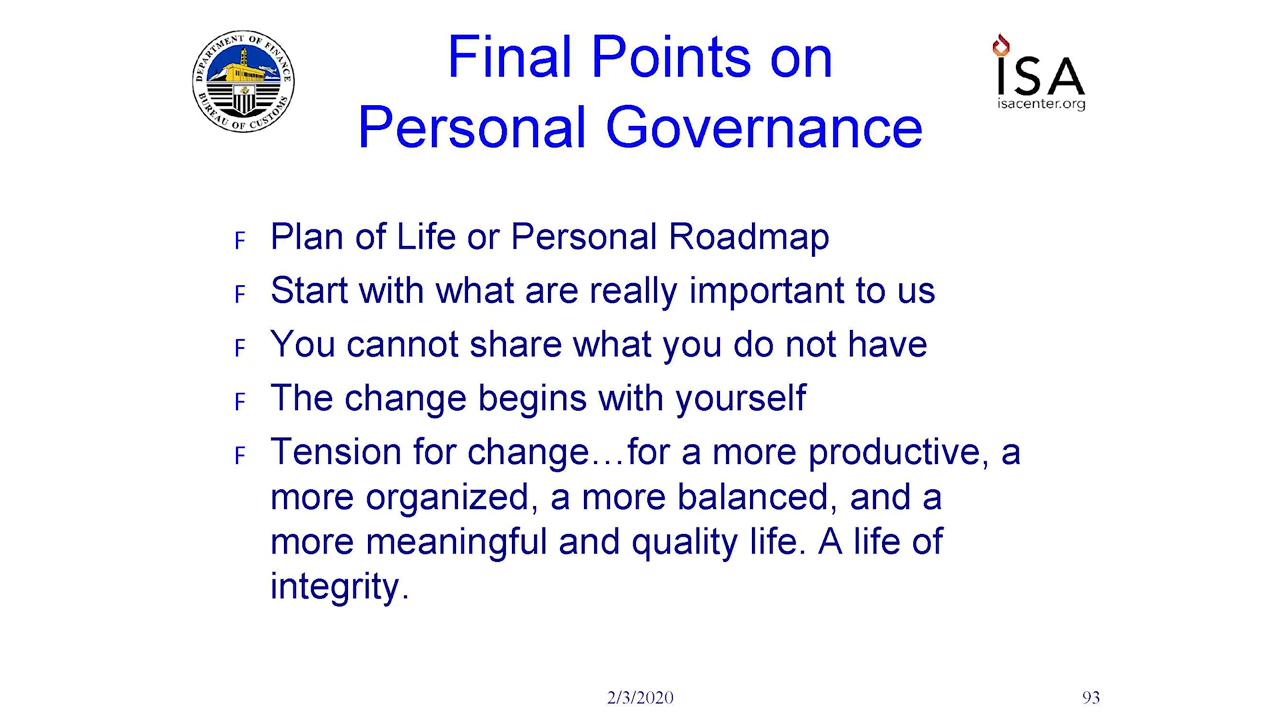 DEPARTMENT OF FINANCE
BUREAU OF CUSTOMS
Final Points on
Personal Governance
ISA
isacenter.org
F Plan of Life or Personal Roadmap
F Start with what are really important to us
F You cannot share what you do not have
F The change begins with yourself
F Tension for change…for a more productive, a
more organized, a more balanced, and a
more meaningful and quality life. A life of
integrity.
2/3/2020
93